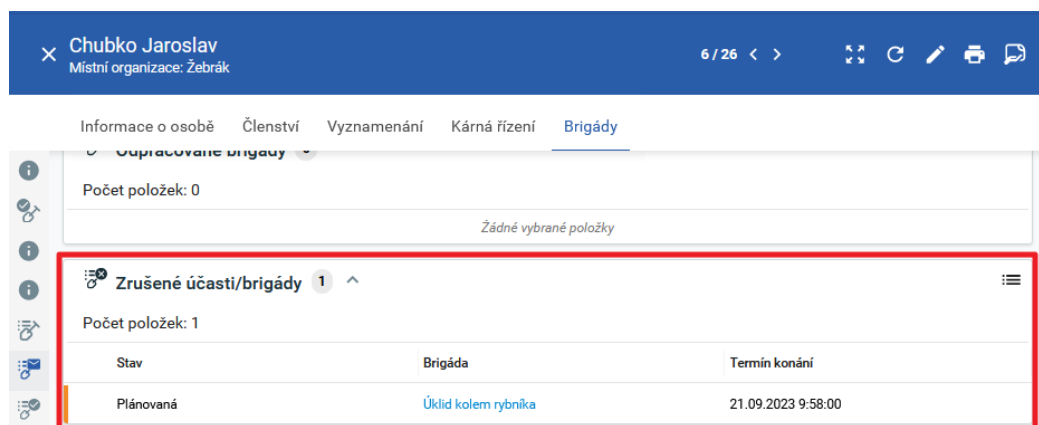 Chubko Jaroslav
Místní organizace: Žebrák
6 / 26
Informace o osobě Členství Vyznamenání Kárná řízení Brigády
Odpracované brigády
Počet položek: 0
Žádné vybrané položky
Zrušené účasti/brigády 1
Počet položek: 1
Stav Brigáda Termín konání
Plánovaná Úklid kolem rybníka 21.09.2023 9:58:00